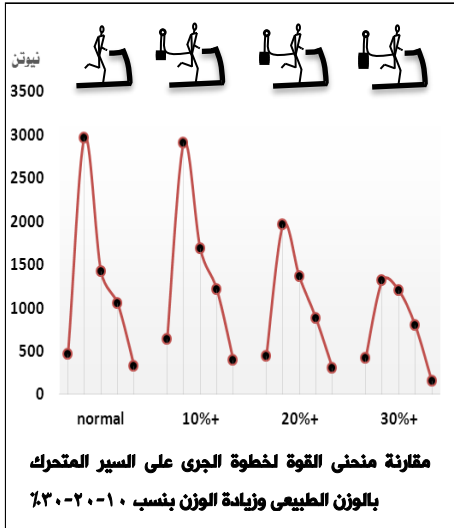 نيوتن
3500
3000
2500
2000
1500
1000
500
0
normal 10%+ 20%+ 30%+
مقارنة منحنى القوة لخطوة الجرى على السير المتحرك
بالوزن الطبيعى وزيادة الوزن بنسب ١٠-٢٠-٣٠٪